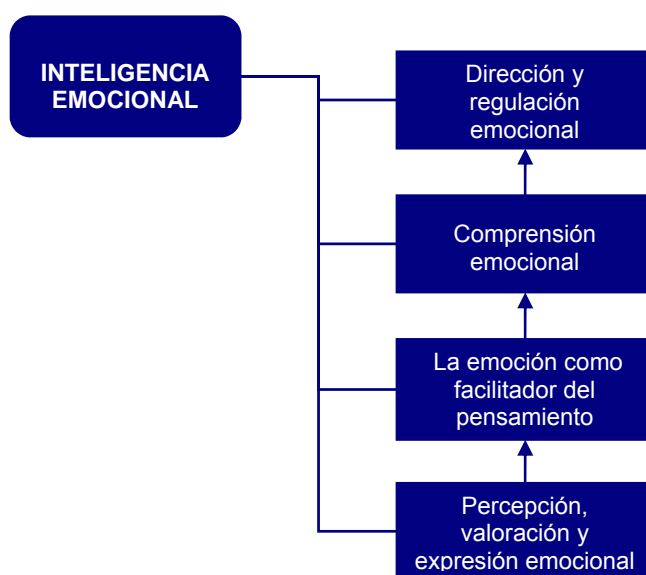 INTELIGENCIA
EMOCIONAL
Dirección y
regulación
emocional
Comprensión
emocional
La emoción como
facilitador del
pensamiento
Percepción,
valoración y
expresión emocional